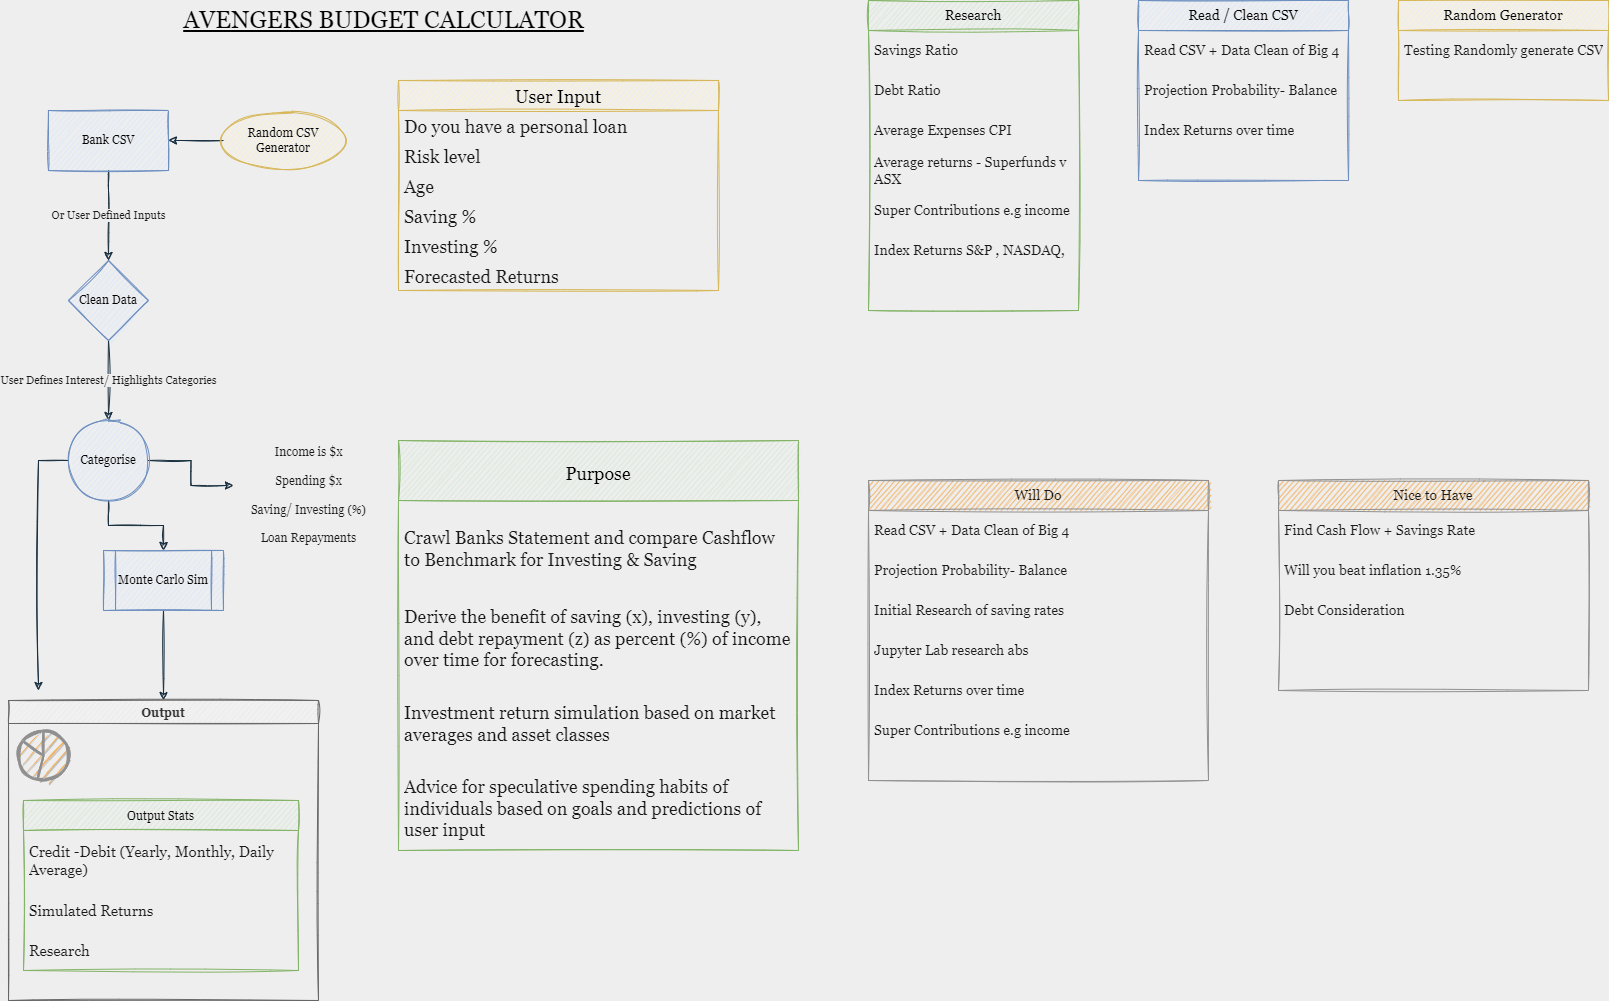 AVENGERS BUDGET CALCULATOR
Bank CSV
Random CSV
Generator
Or User Defined Inputs
Clean Data
User Defines Interest/ Highlights Categories
Categorise
Income is $x
Spending $x
Saving/ Investing (%)
Loan Repayments
Monte Carlo Sim
Output
Output Stats
Credit -Debit (Yearly, Monthly, Daily
Average)
Simulated Returns
Research
User Input
Do you have a personal loan
Risk level
Age
Saving %
Investing %
Forecasted Returns
Purpose
Crawl Banks Statement and compare Cashflow
to Benchmark for Investing & Saving
Derive the benefit of saving (x), investing (y),
and debt repayment (z) as percent (%) of income
over time for forecasting.
Investment return simulation based on market
averages and asset classes
Advice for speculative spending habits of
individuals based on goals and predictions of
user input
Research
Savings Ratio
Debt Ratio
Average Expenses CPI
Average returns - Superfunds v
ASX
Super Contributions e.g income
Index Returns S&P , NASDAQ,
Read / Clean CSV
Read CSV + Data Clean of Big 4
Projection Probability- Balance
Index Returns over time
Random Generator
Testing Randomly generate CSV
Will Do
Read CSV + Data Clean of Big 4
Projection Probability- Balance
Initial Research of saving rates
Jupyter Lab research abs
Index Returns over time
Super Contributions e.g income
Nice to Have
Find Cash Flow + Savings Rate
Will you beat inflation 1.35%
Debt Consideration